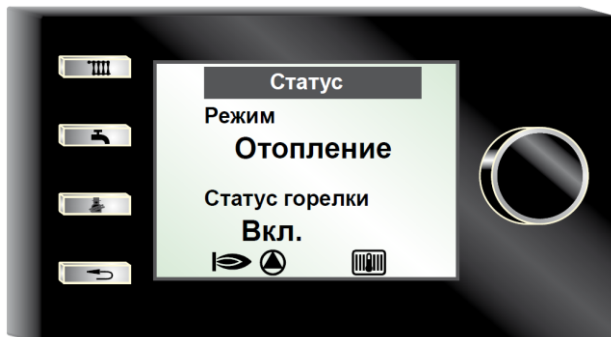 Статус
Режим
Отопление
Статус горелки
Вкл.